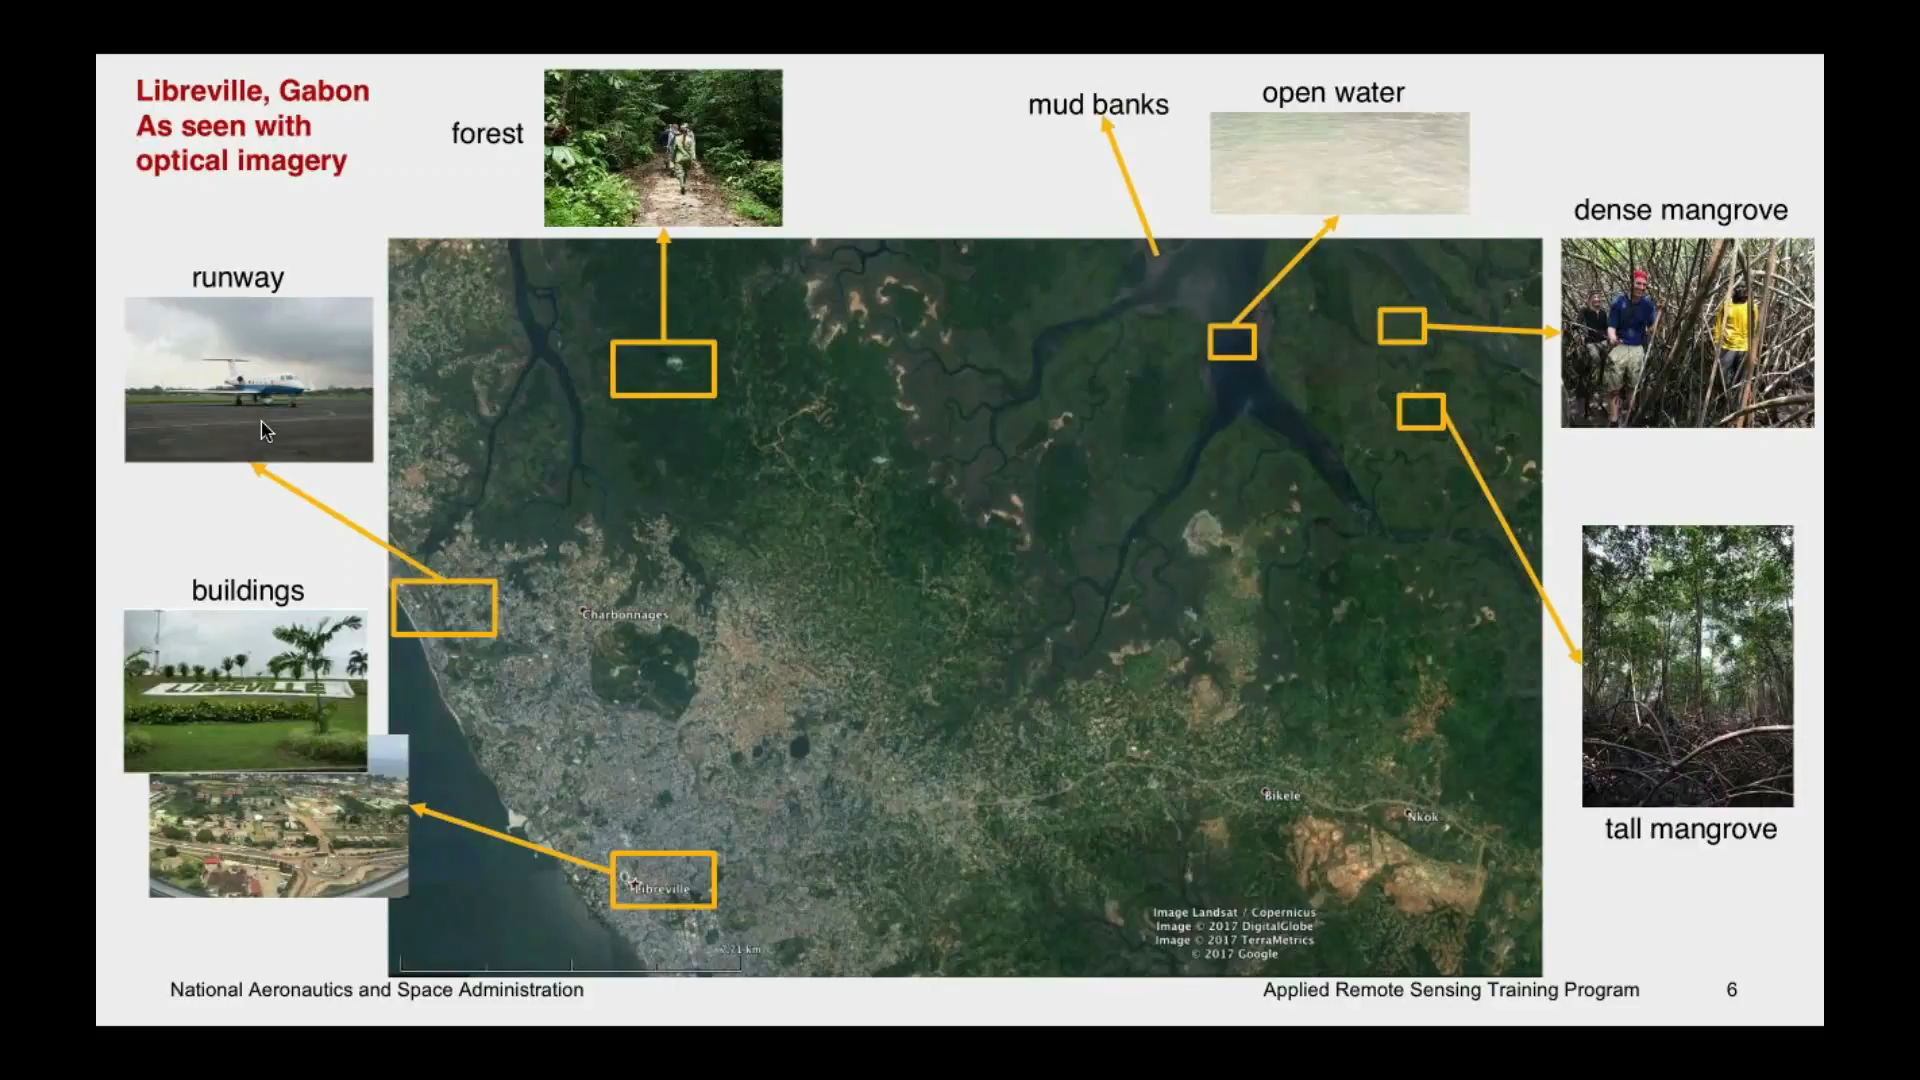 Libreville, Gabon
As seen with
optical imagery
forest
mud banks
open water
dense mangrove
runway
buildings
LIBREVILLE
Charbonnages
Bikele
Nkok
Libreville
tall mangrove
Image Landsat / Copernicus
Image © 2017 DigitalGlobe
Image © 2017 TerraMetrics
© 2017 Google
National Aeronautics and Space Administration
Applied Remote Sensing Training Program
6